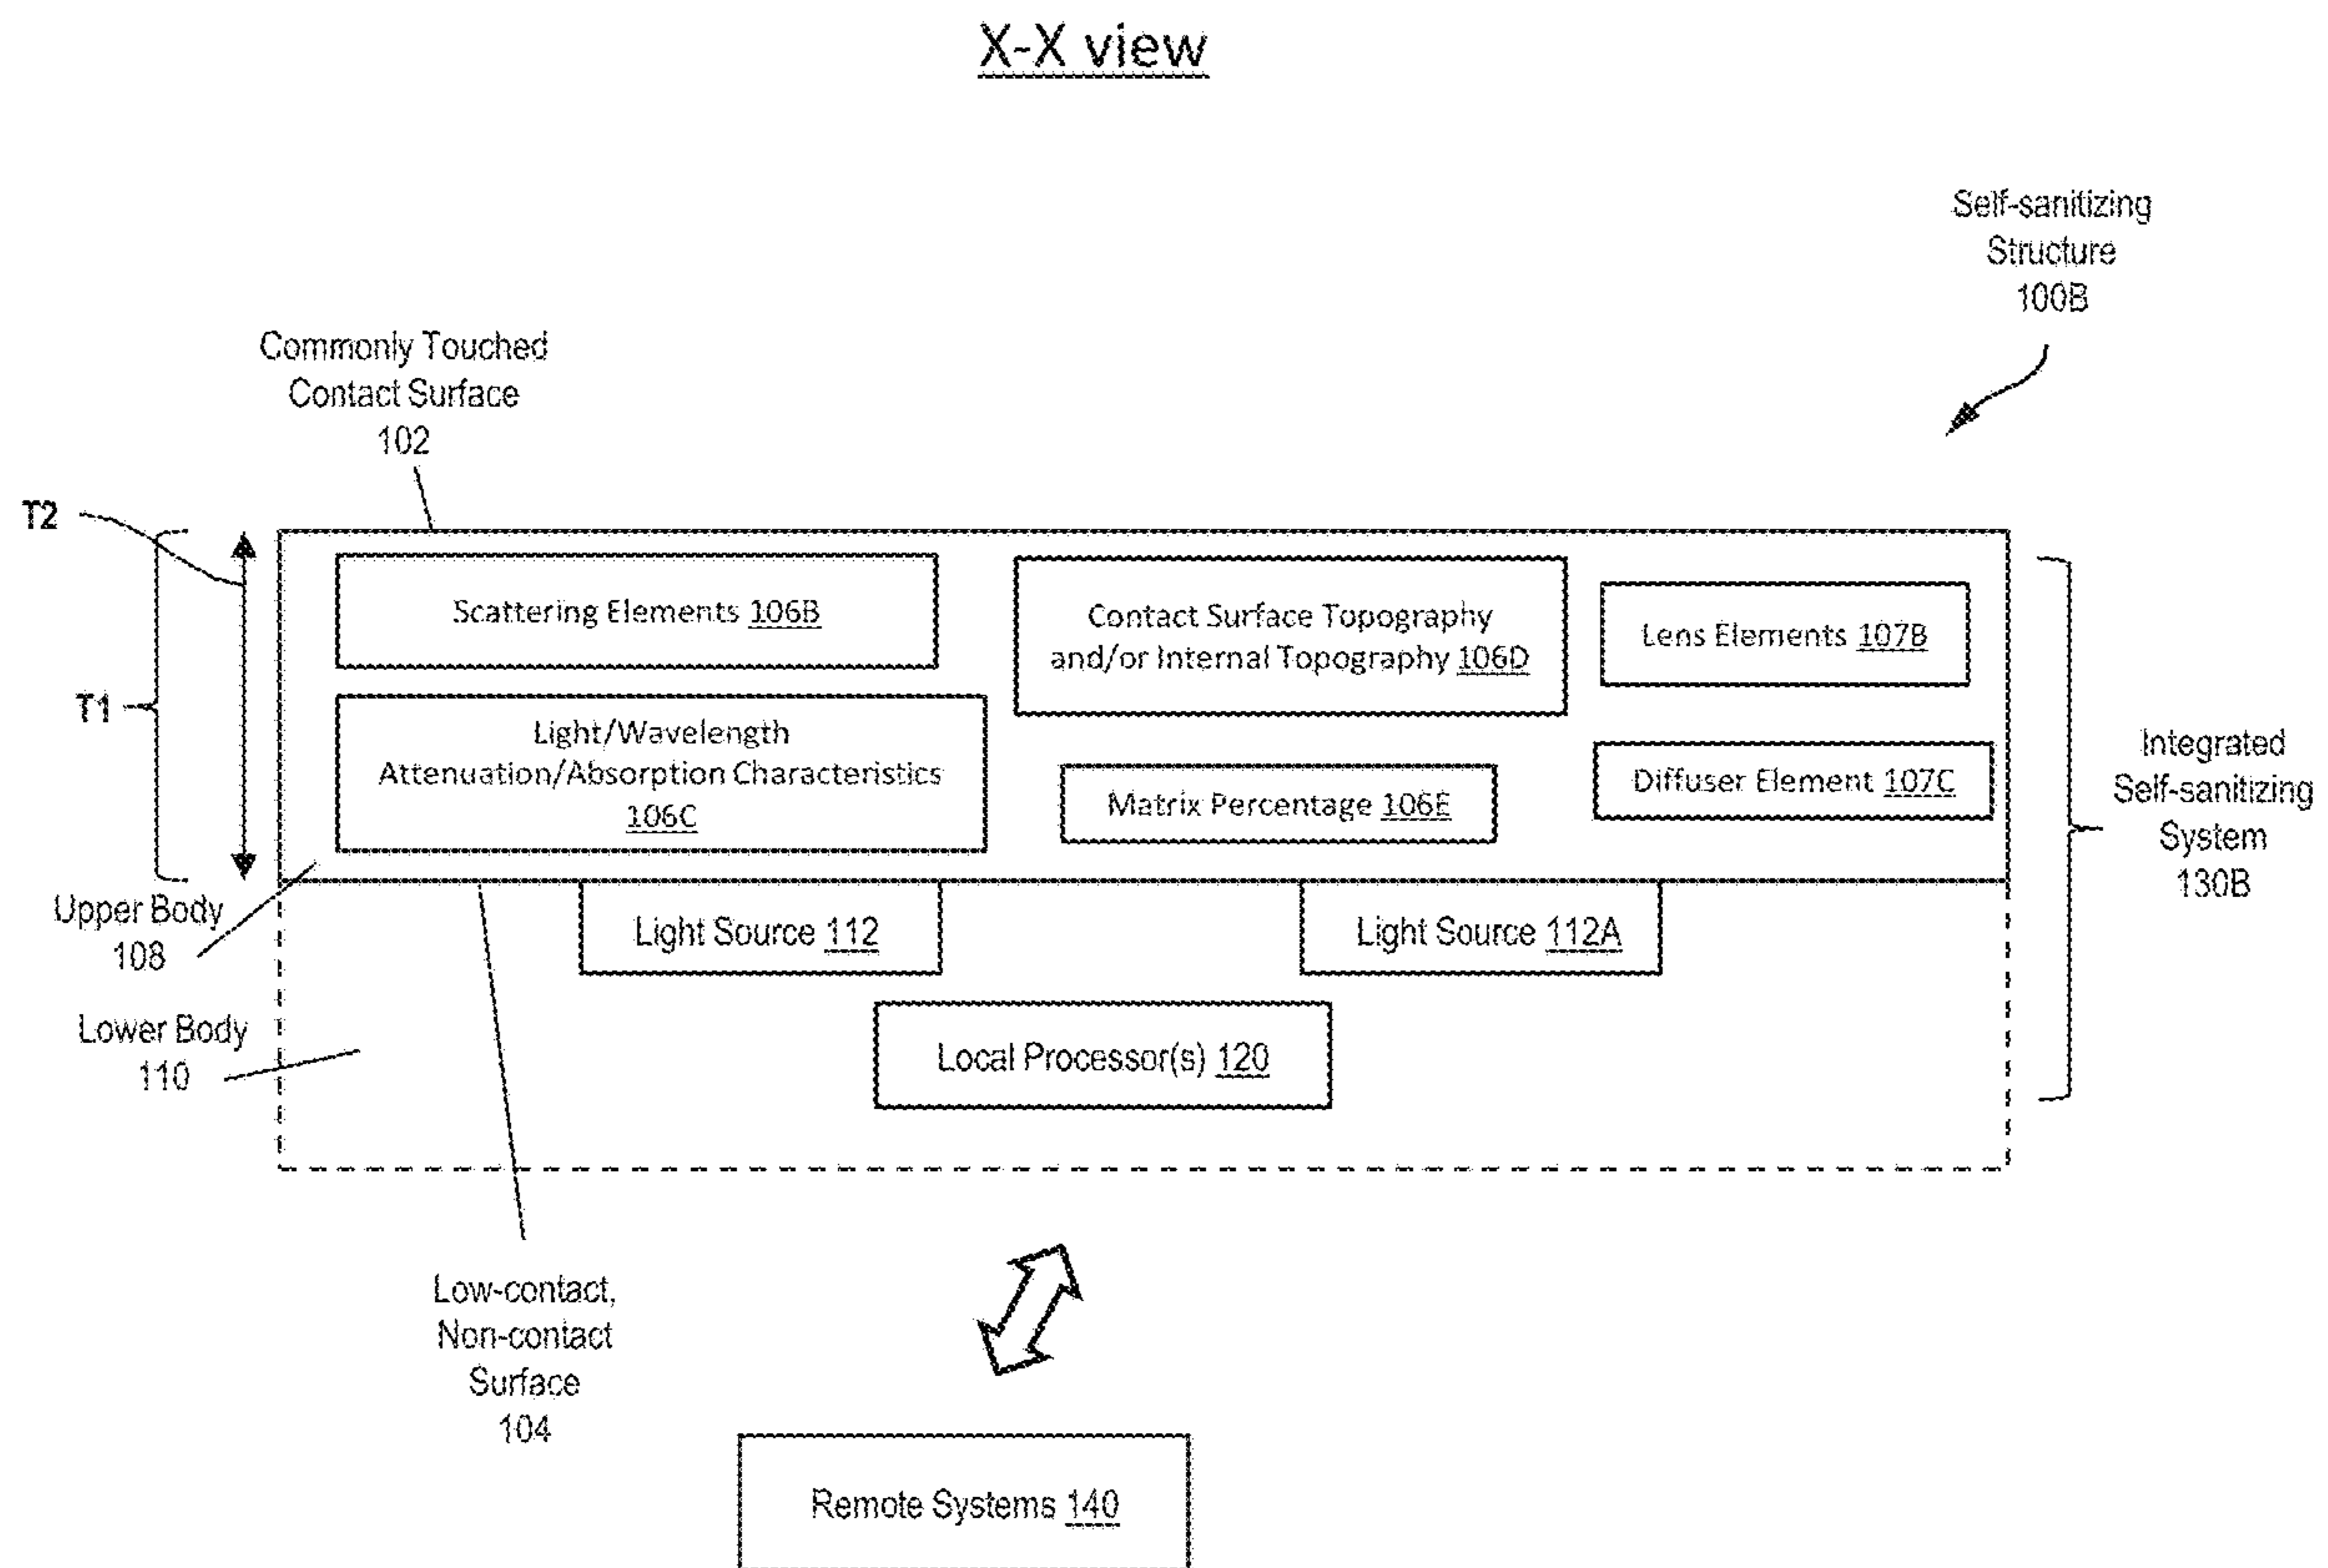 X-X view
Self-sanitizing
Structure
100B
Commonly Touched
Contact Surface
102
T2
T1
Scattering Elements 106B
Contact Surface Topography
and/or Internal Topography 106D
Lens Elements 107B
Light/Wavelength
Attenuation/Absorption Characteristics
106C
Matrix Percentage 106E
Diffuser Element 107C
Integrated
Self-sanitizing
System
130B
Upper Body
108
Light Source 112
Light Source 112A
Lower Body
110
Local Processor(s) 120
Low-contact,
Non-contact
Surface
104
Remote Systems 140